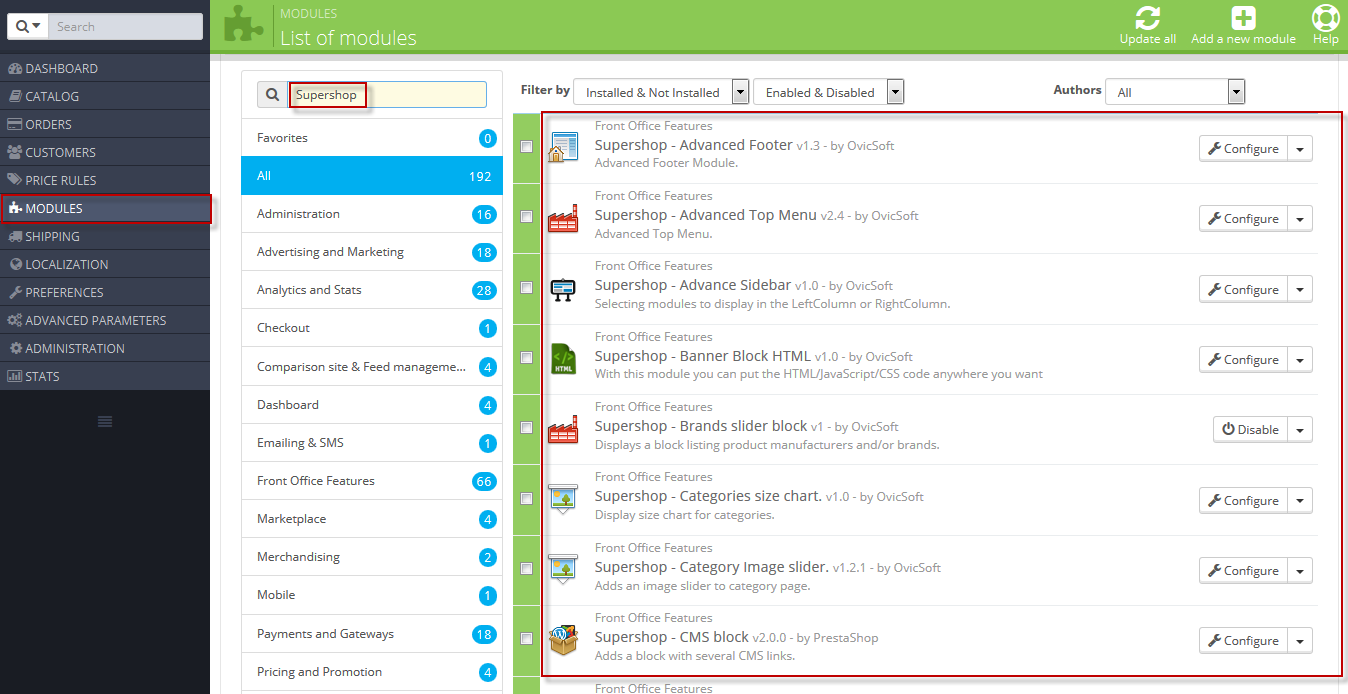 Search
DASHBOARD
CATALOG
ORDERS
CUSTOMERS
PRICE RULES
MODULES
SHIPPING
LOCALIZATION
PREFERENCES
ADVANCED PARAMETERS
ADMINISTRATION
STATS
MODULES
List of modules
Update all
Add a new module
Help
Supershop
Favorites 0
All 192
Administration 16
Advertising and Marketing 18
Analytics and Stats 28
Checkout 1
Comparison site & Feed manageme... 4
Dashboard 4
Emailing & SMS 1
Front Office Features 66
Marketplace 4
Merchandising 2
Mobile 1
Payments and Gateways 18
Pricing and Promotion 4
Filter by Installed & Not Installed Enabled & Disabled Authors All
Front Office Features
Supershop - Advanced Footer v1.3 - by OvicSoft
Advanced Footer Module.
Configure
Front Office Features
Supershop - Advanced Top Menu v2.4 - by OvicSoft
Advanced Top Menu.
Configure
Front Office Features
Supershop - Advance Sidebar v1.0 - by OvicSoft
Selecting modules to display in the LeftColumn or RightColumn.
Configure
Front Office Features
Supershop - Banner Block HTML v1.0 - by OvicSoft
With this module you can put the HTML/JavaScript/CSS code anywhere you want
HTML
Configure
Front Office Features
Supershop - Brands slider block v1 - by OvicSoft
Displays a block listing product manufacturers and/or brands.
Disable
Front Office Features
Supershop - Categories size chart. v1.0 - by OvicSoft
Display size chart for categories.
Configure
Front Office Features
Supershop - Category Image slider. v1.2.1 - by OvicSoft
Adds an image slider to category page.
Configure
Front Office Features
Supershop - CMS block v2.0.0 - by PrestaShop
Adds a block with several CMS links.
Configure
Front Office Features